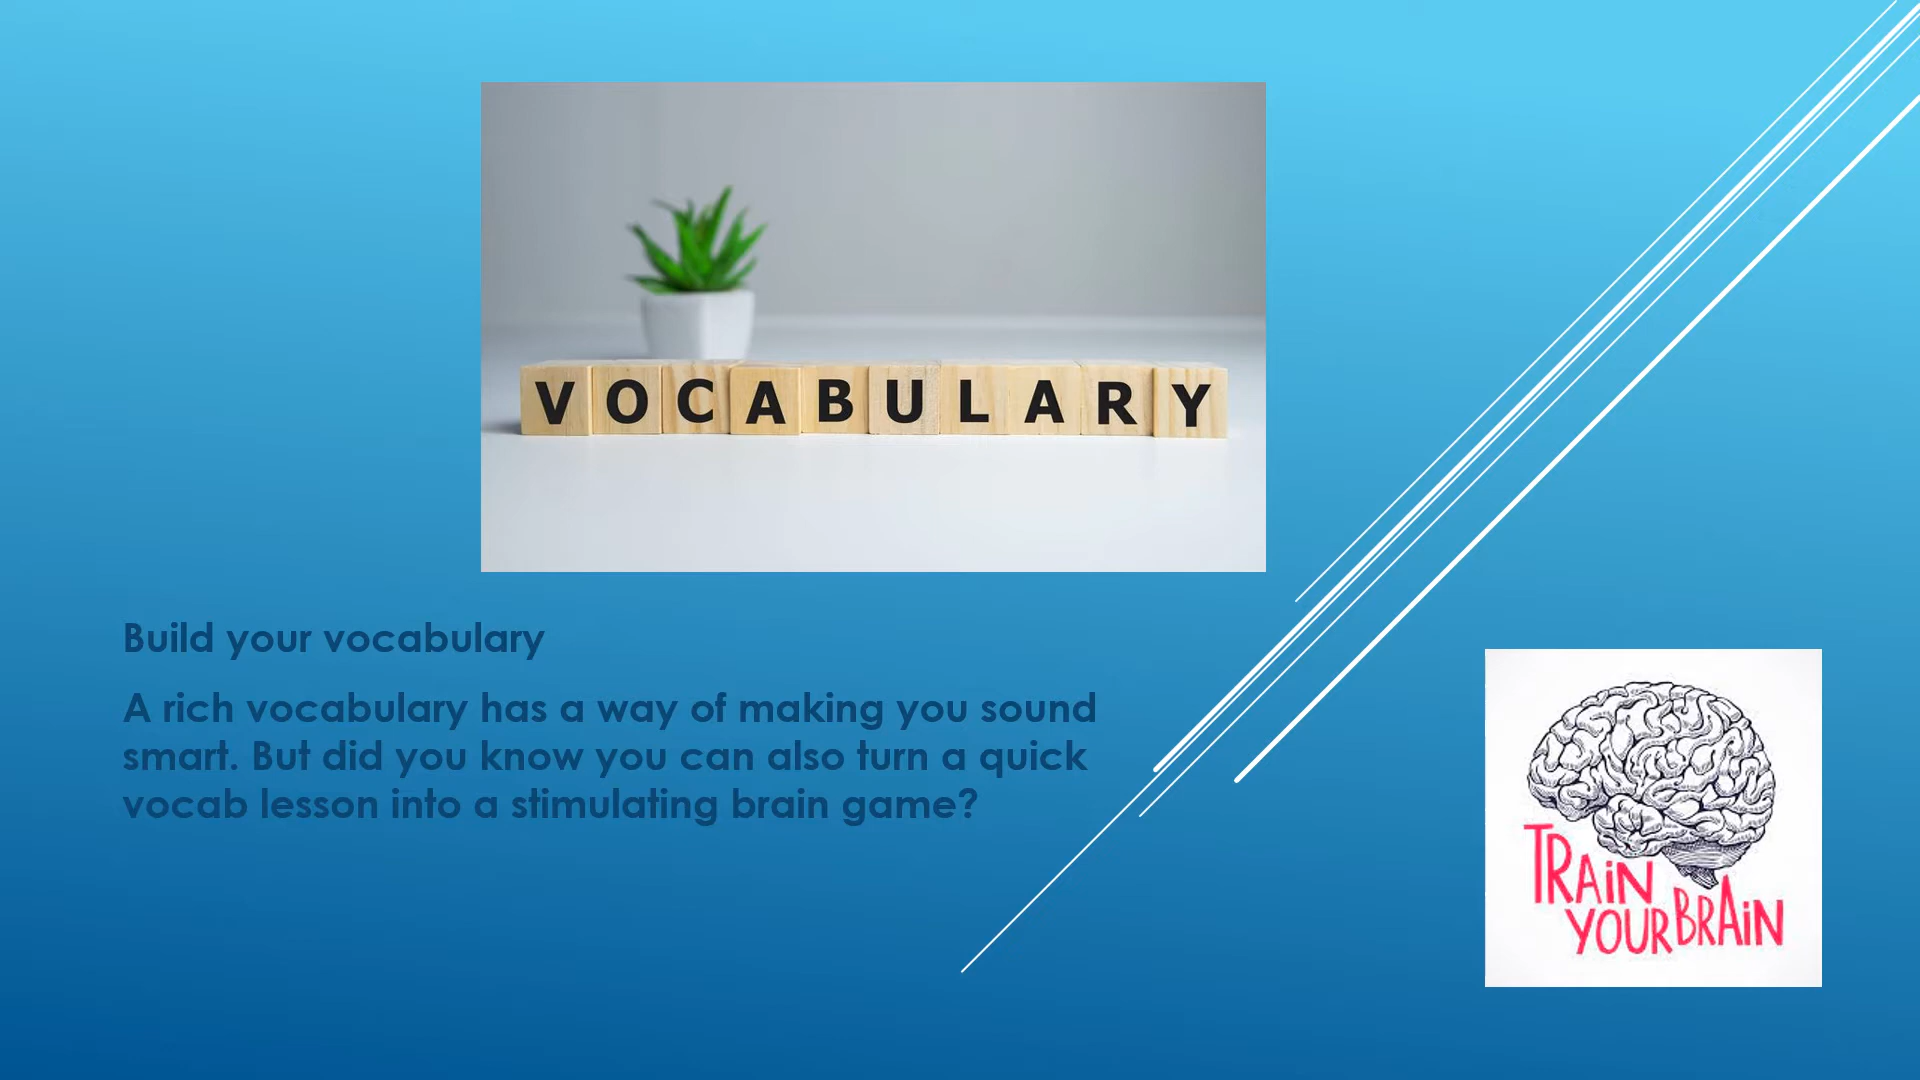 VOCABULARY
Build your vocabulary
A rich vocabulary has a way of making you sound
smart. But did you know you can also turn a quick
vocab lesson into a stimulating brain game?
TRAiN
YOUR BRAiN